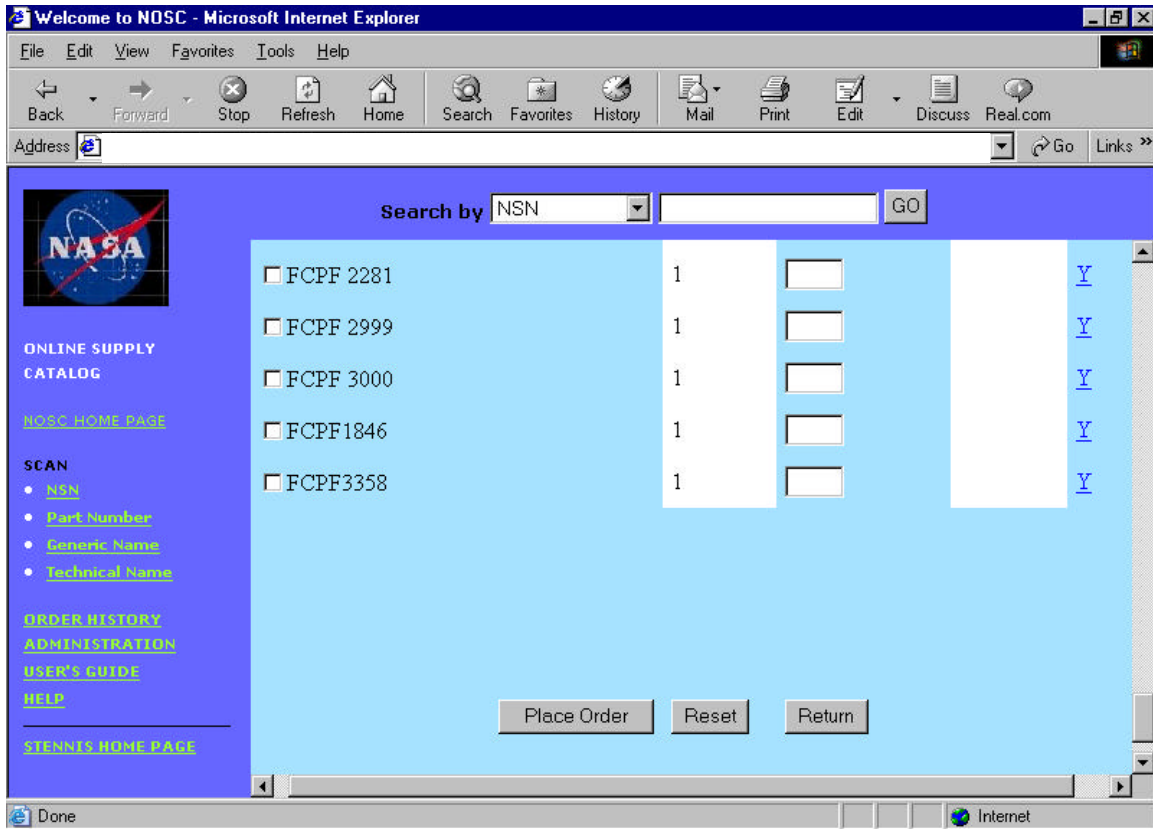 Welcome to NOSC - Microsoft Internet Explorer
File Edit View Favorites Tools Help
Back Forward Stop Refresh Home Search Favorites History Mail Print Edit Discuss Real.com
Address Go Links »
NASA
Search by NSN GO
FCPF 2281 1 Y
FCPF 2999 1 Y
FCPF 3000 1 Y
FCPF1846 1 Y
FCPF3358 1 Y
ONLINE SUPPLY
CATALOG
NOSC HOME PAGE
SCAN
• NSN
• Part Number
• Generic Name
• Technical Name
ORDER HISTORY
ADMINISTRATION
USER'S GUIDE
HELP
STENNIS HOME PAGE
Place Order Reset Return
Done Internet